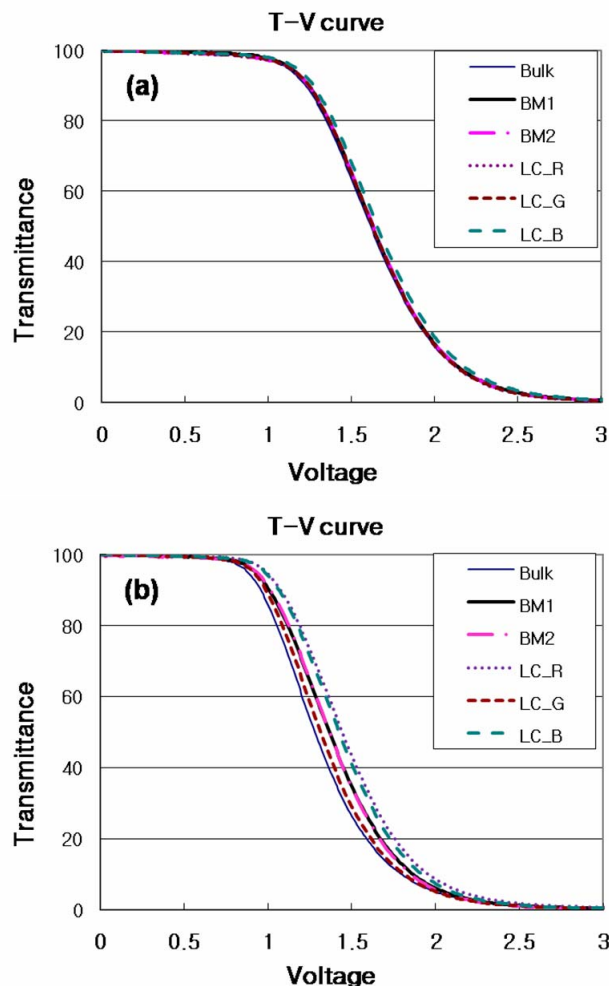 T-V curve
100
80
60
40
20
0
Transmittance
(a)
Bulk
BM1
BM2
LC_R
LC_G
LC_B
0 0.5 1 1.5 2 2.5 3
Voltage
T-V curve
100
80
60
40
20
0
Transmittance
(b)
Bulk
BM1
BM2
LC_R
LC_G
LC_B
0 0.5 1 1.5 2 2.5 3
Voltage